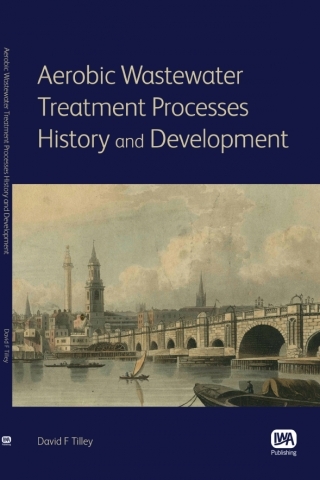 Aerobic Wastewater
Treatment Processes
History and Development
David F Tilley
IWA
Publishing
Aerobic Wastewater Treatment Processes History and Development
David F Tilley
IWA